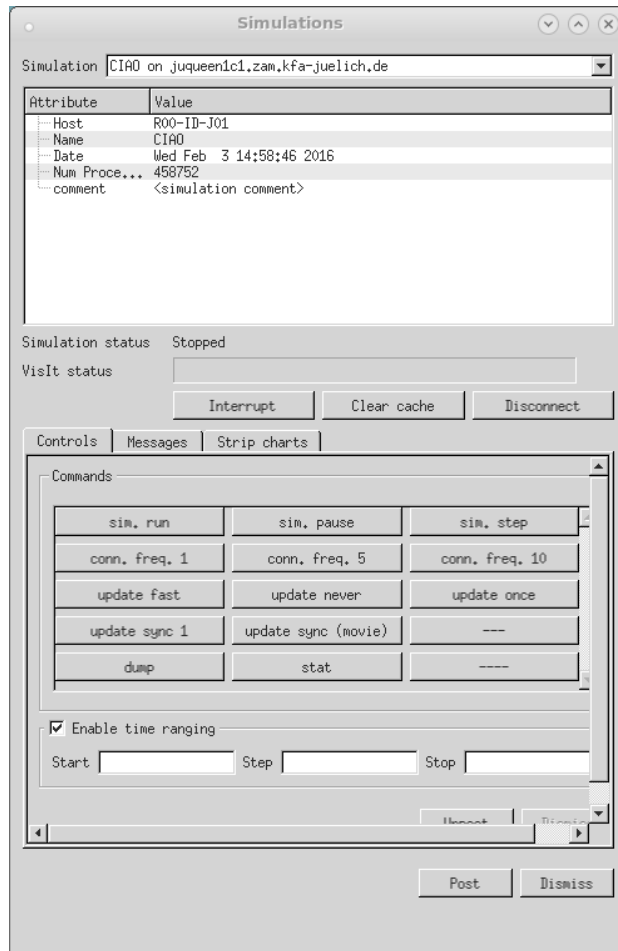 Simulations
Simulation CIAO on juqueen1c1.zam.kfa-juelich.de
Attribute Value
Host R00-ID-J01
Name CIAO
Date Wed Feb 3 14:58:46 2016
Num Proce... 458752
comment <simulation comment>
Simulation status Stopped
VisIt status
Interrupt Clear cache Disconnect
Controls Messages Strip charts
Commands
sim. run sim. pause sim. step
conn. freq. 1 conn. freq. 5 conn. freq. 10
update fast update never update once
update sync 1 update sync (movie) ---
dump stat ----
Enable time ranging
Start Step Stop
Post Dismiss